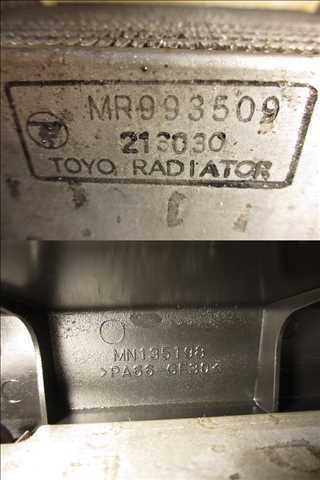 MR993509
213030
TOYO RADIATOR
MN135198
>PA66-GF30<